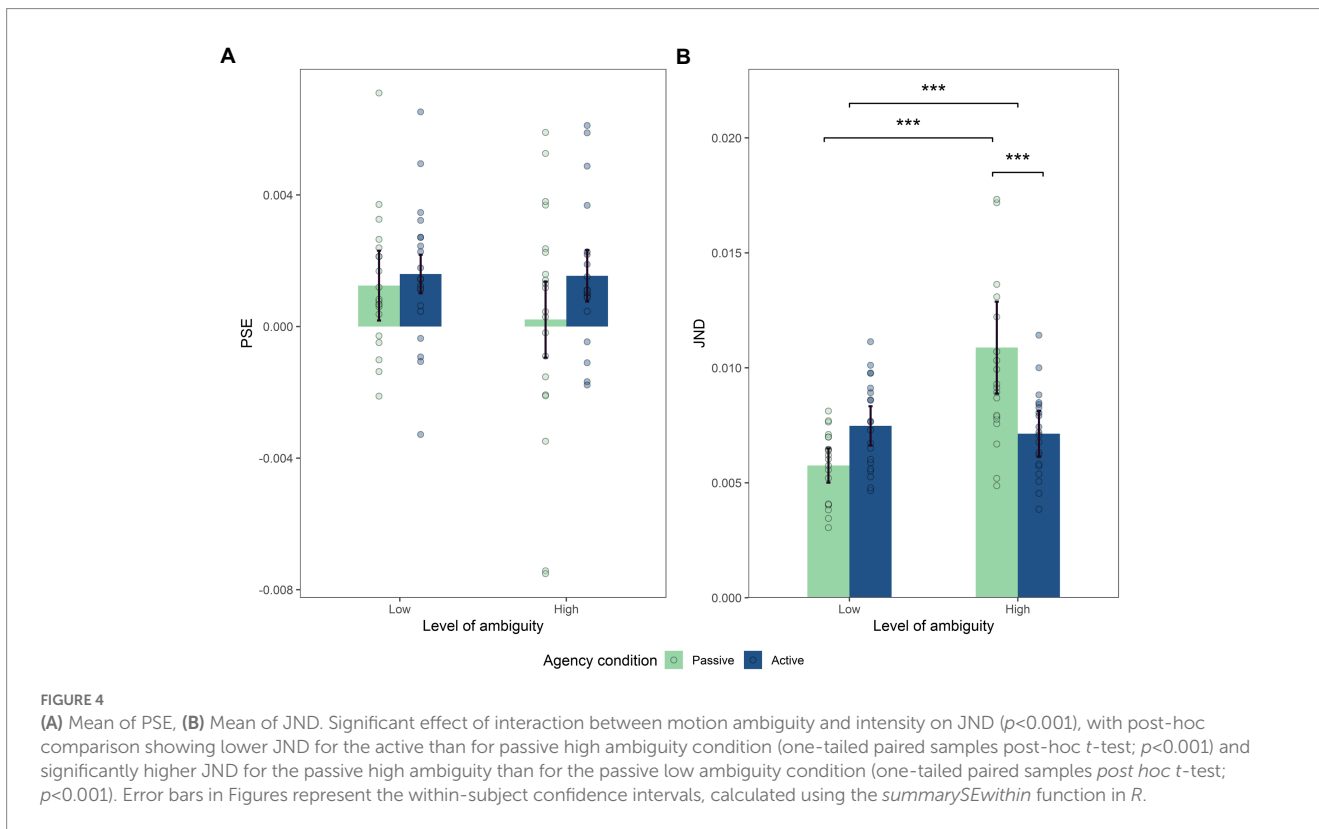 A
B
***
***
***
0.004
0.000
-0.004
-0.008
PSE
Low
High
Level of ambiguity
0.020
0.015
0.010
0.005
0.000
JND
Low
High
Level of ambiguity
Agency condition Passive Active
FIGURE 4
(A) Mean of PSE, (B) Mean of JND. Significant effect of interaction between motion ambiguity and intensity on JND (p<0.001), with post-hoc
comparison showing lower JND for the active than for passive high ambiguity condition (one-tailed paired samples post-hoc t-test; p<0.001) and
significantly higher JND for the passive high ambiguity than for the passive low ambiguity condition (one-tailed paired samples post hoc t-test;
p<0.001). Error bars in Figures represent the within-subject confidence intervals, calculated using the summarySEwithin function in R.